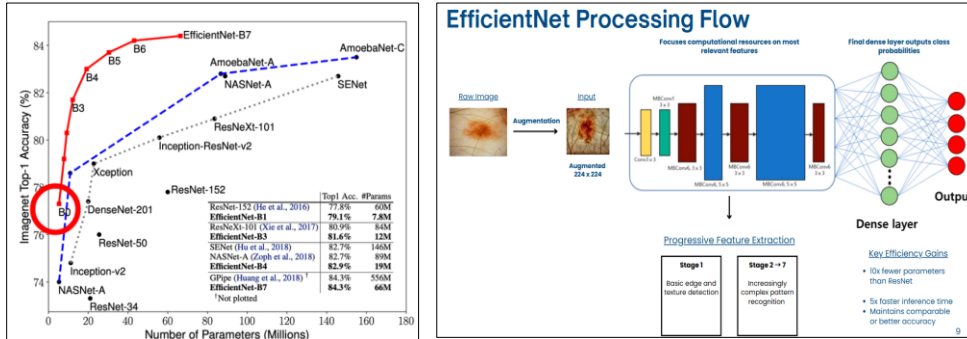 EfficientNet-B7
B6
B5
B4
B3
B0
AmoebaNet-C
AmoebaNet-A
NASNet-A
SENet
ResNeXt-101
Inception-ResNet-v2
Xception
ResNet-152
DenseNet-201
ResNet-50
Inception-v2
NASNet-A
ResNet-34
Imagenet Top-1 Accuracy (%)
84
82
80
78
76
74
0 20 40 60 80 100 120 140 160 180
Number of Parameters (Millions)
Top1 Acc. #Params
ResNet-152 (He et al., 2016) 77.8% 60M
EfficientNet-B1 79.1% 7.8M
ResNeXt-101 (Xie et al., 2017) 80.9% 84M
EfficientNet-B3 81.6% 12M
SENet (Hu et al., 2018) 82.7% 146M
NASNet-A (Zoph et al., 2018) 82.7% 89M
EfficientNet-B4 82.9% 19M
GPipe (Huang et al., 2018) † 84.3% 556M
EfficientNet-B7 84.3% 66M
†Not plotted
EfficientNet Processing Flow
Focuses computational resources on most
relevant features
Final dense layer outputs class
probabilities
Raw Image
Augmentation
Input
Augmented
224 x 224
Conv3 x 3
MBConv1
3 x 3
MBConv6, 3 x 3
MBConv6, 5 x 5
MBConv6, 3 x 3
MBConv6, 5 x 5
MBConv6
3 x 3
Dense layer
Output
Progressive Feature Extraction
Stage 1
Basic edge and
texture detection
Stage 2 → 7
Increasingly
complex pattern
recognition
Key Efficiency Gains
• 10x fewer parameters
than ResNet
• 5x faster inference time
• Maintains comparable
or better accuracy
9